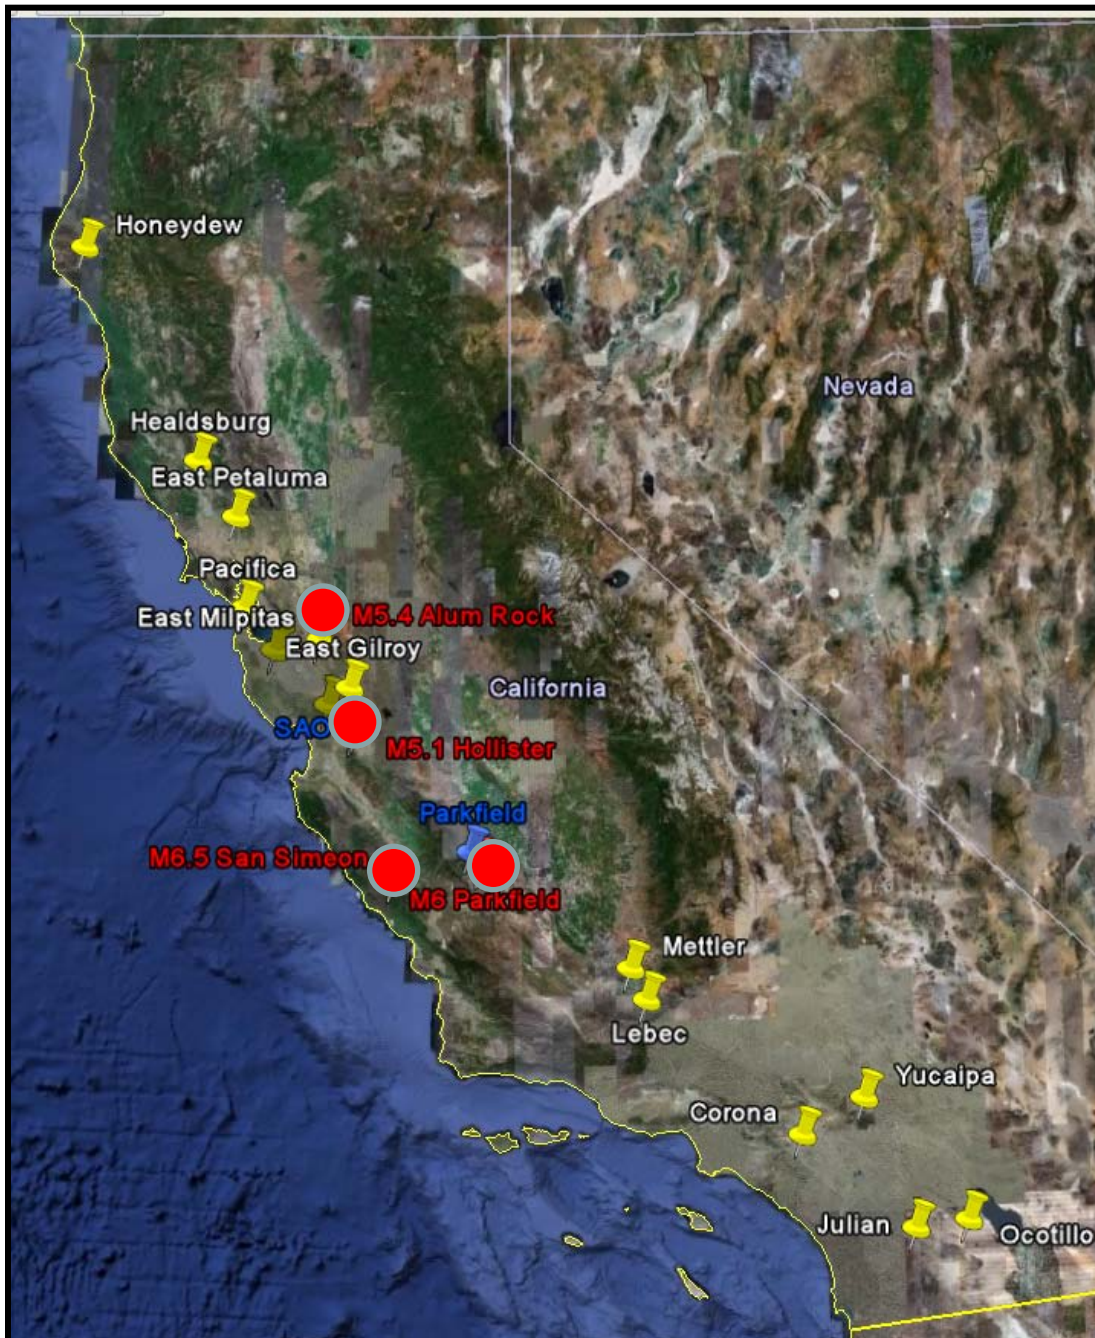 Honeydew
Nevada
Healdsburg
East Petaluma
Pacifica
East Milpitas
M5.4 Alum Rock
East Gilroy
California
SAO
M5.1 Hollister
Parkfield
M6.5 San Simeon
M6 Parkfield
Mettler
Lebec
Yucaipa
Corona
Julian
Ocotillo